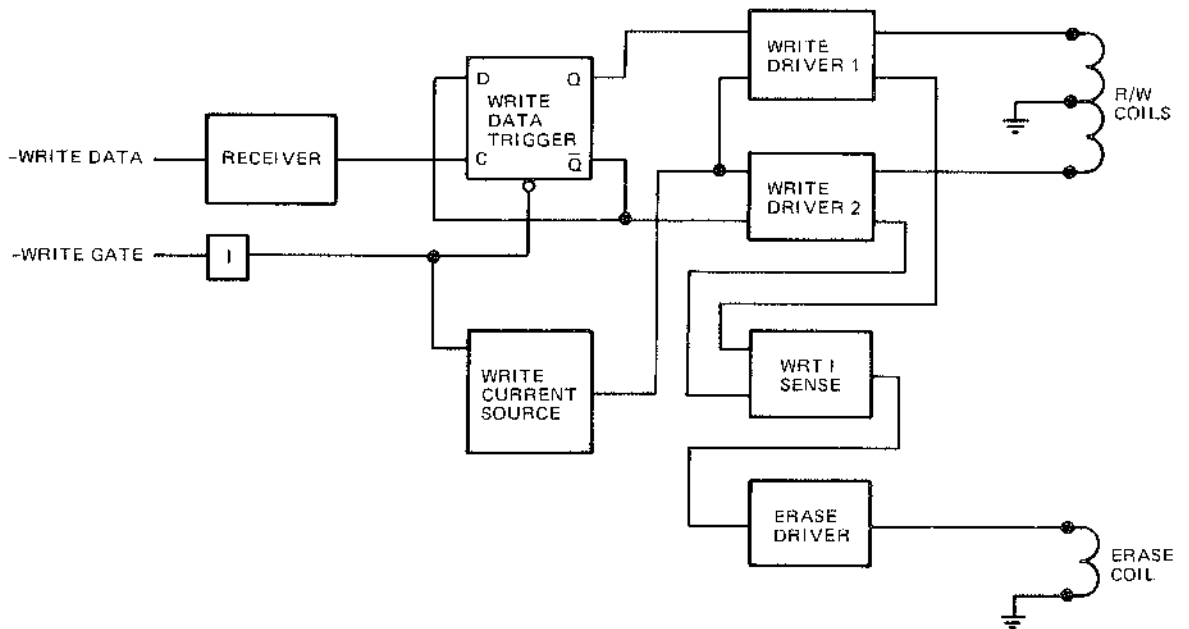 WRITE
DRIVER 1
D Q
WRITE
DATA
TRIGGER
C Q̅
R/W
COILS
-WRITE DATA
RECEIVER
WRITE
DRIVER 2
-WRITE GATE
I
WRITE
CURRENT
SOURCE
WRT I
SENSE
ERASE
DRIVER
ERASE
COIL